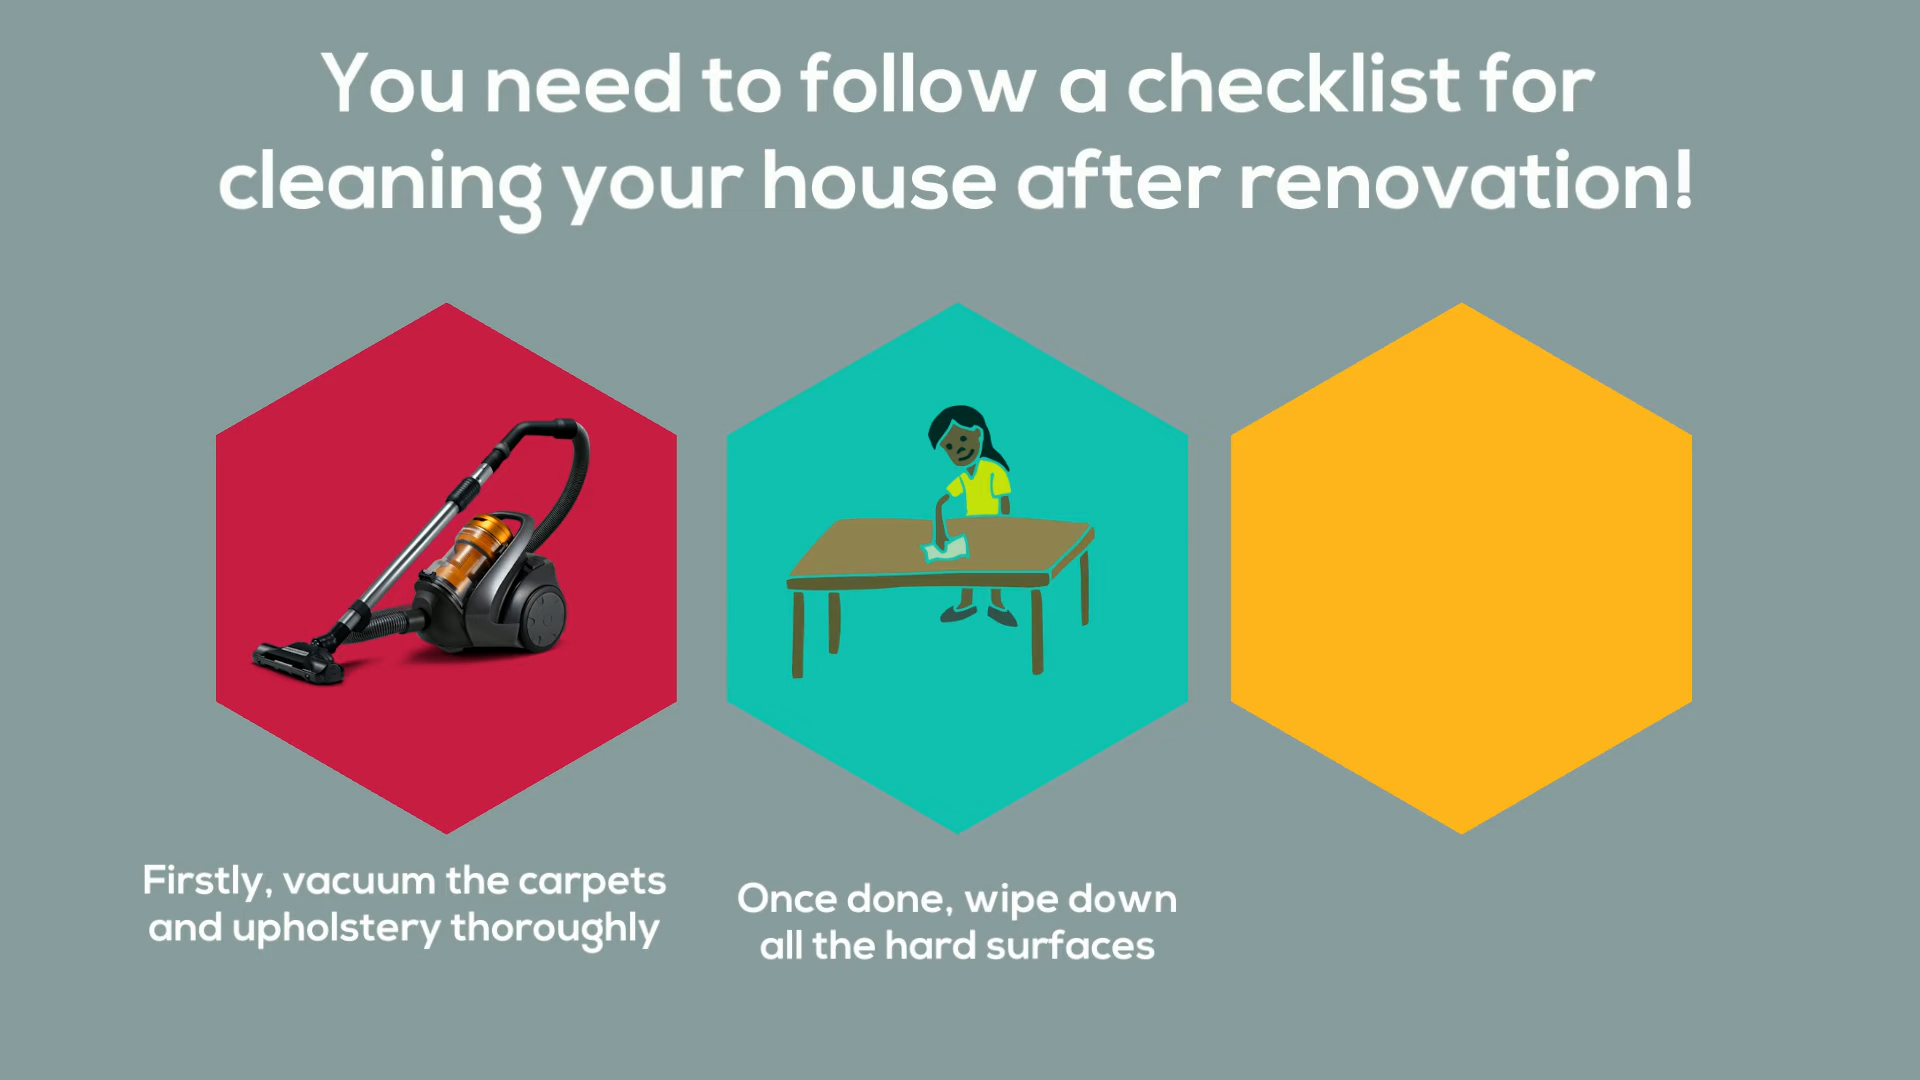 You need to follow a checklist for
cleaning your house after renovation!
Firstly, vacuum the carpets
and upholstery thoroughly
Once done, wipe down
all the hard surfaces